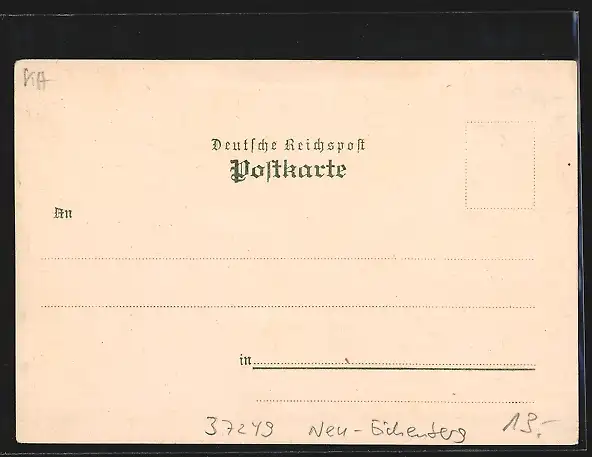 KA
Deutſche Reichspoſt
Poſtkarte
An
in
37249 Neu-Eichenberg 13,-